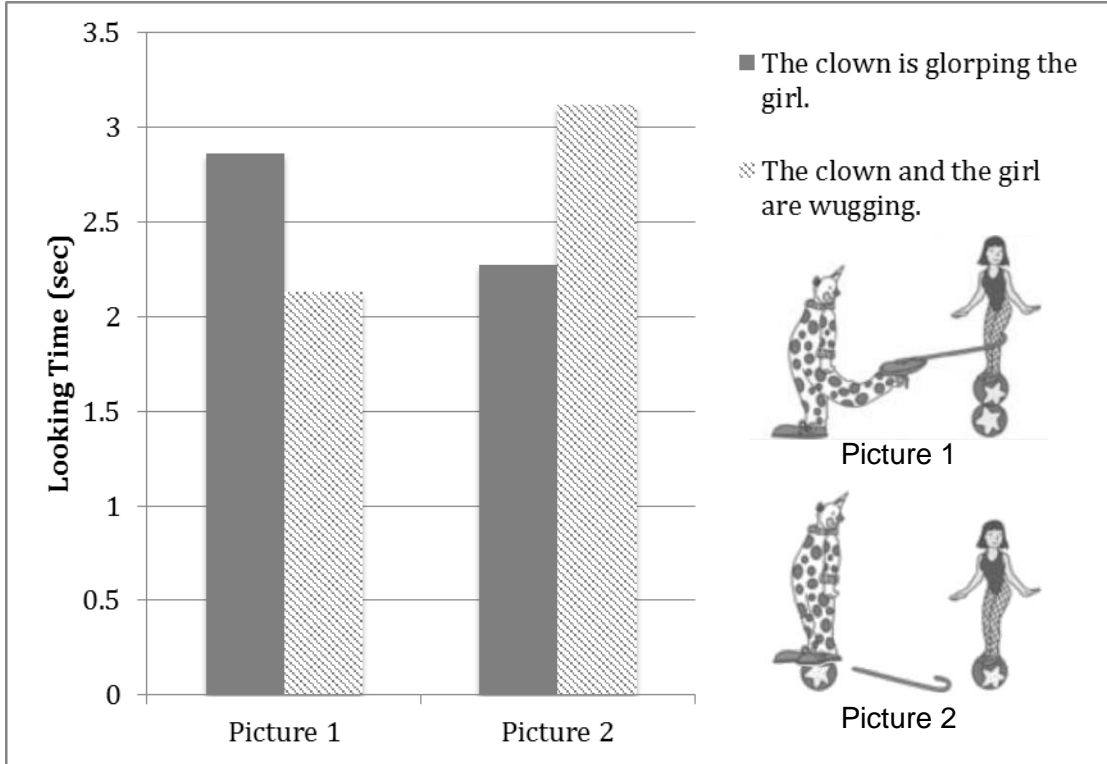 3.5
3
2.5
2
1.5
1
0.5
0
Looking Time (sec)
Picture 1
Picture 2
The clown is glorping the
girl.
The clown and the girl
are wugging.
Picture 1
Picture 2